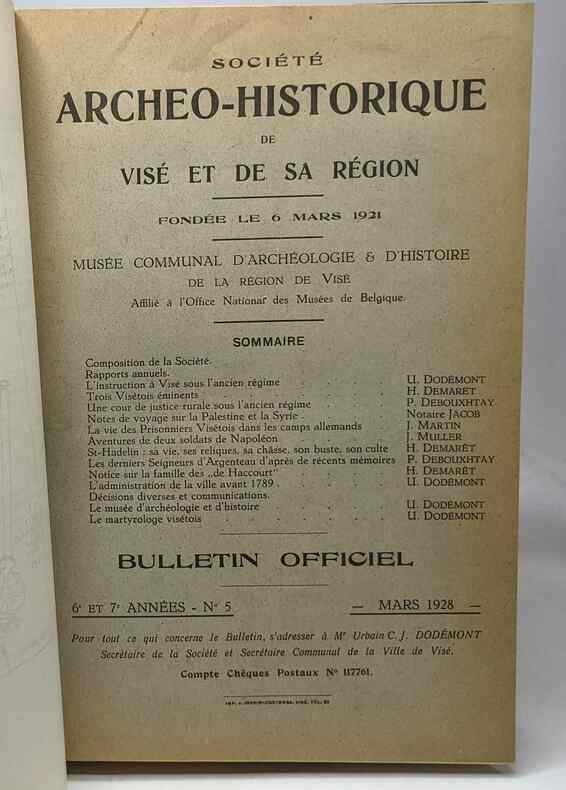 SOCIÉTÉ
ARCHEO-HISTORIQUE
DE
VISÉ ET DE SA RÉGION
FONDÉE LE 6 MARS 1921
MUSÉE COMMUNAL D'ARCHÉOLOGIE & D'HISTOIRE
DE LA RÉGION DE VISÉ
Affilié à l'Office National des Musées de Belgique.
SOMMAIRE
Composition de la Société.
Rapports annuels.
L'instruction à Visé sous l'ancien régime . . . . . U. DODÉMONT
Trois Visétois éminents . . . . . . . H. DEMARET
Une cour de justice rurale sous l'ancien régime . . . . P. DEBOUXHTAY
Notes de voyage sur la Palestine et la Syrie . . . . Notaire JACOB
La vie des Prisonniers Visétois dans les camps allemands J. MARTIN
Aventures de deux soldats de Napoléon . . . . . J. MULLER
St-Hadelin : sa vie, ses reliques, sa châsse, son buste, son culte H. DEMARÊT
Les derniers Seigneurs d'Argenteau d'après de récents mémoires P. DEBOUXHTAY
Notice sur la famille des „de Haccourt" . . . . . H. DEMARÊT
L'administration de la ville avant 1789 . . . . . U. DODÉMONT
Décisions diverses et communications.
Le musée d'archéologie et d'histoire . . . . . U. DODÉMONT
Le martyrologe visétois . . . . . . U. DODÉMONT
BULLETIN OFFICIEL
6e ET 7e ANNÉES - No 5 — MARS 1928 —
Pour tout ce qui concerne le Bulletin, s'adresser à Mr Urbain C. J. DODÉMONT
Secrétaire de la Société et Secrétaire Communal de la Ville de Visé.
Compte Chèques Postaux No 117761.